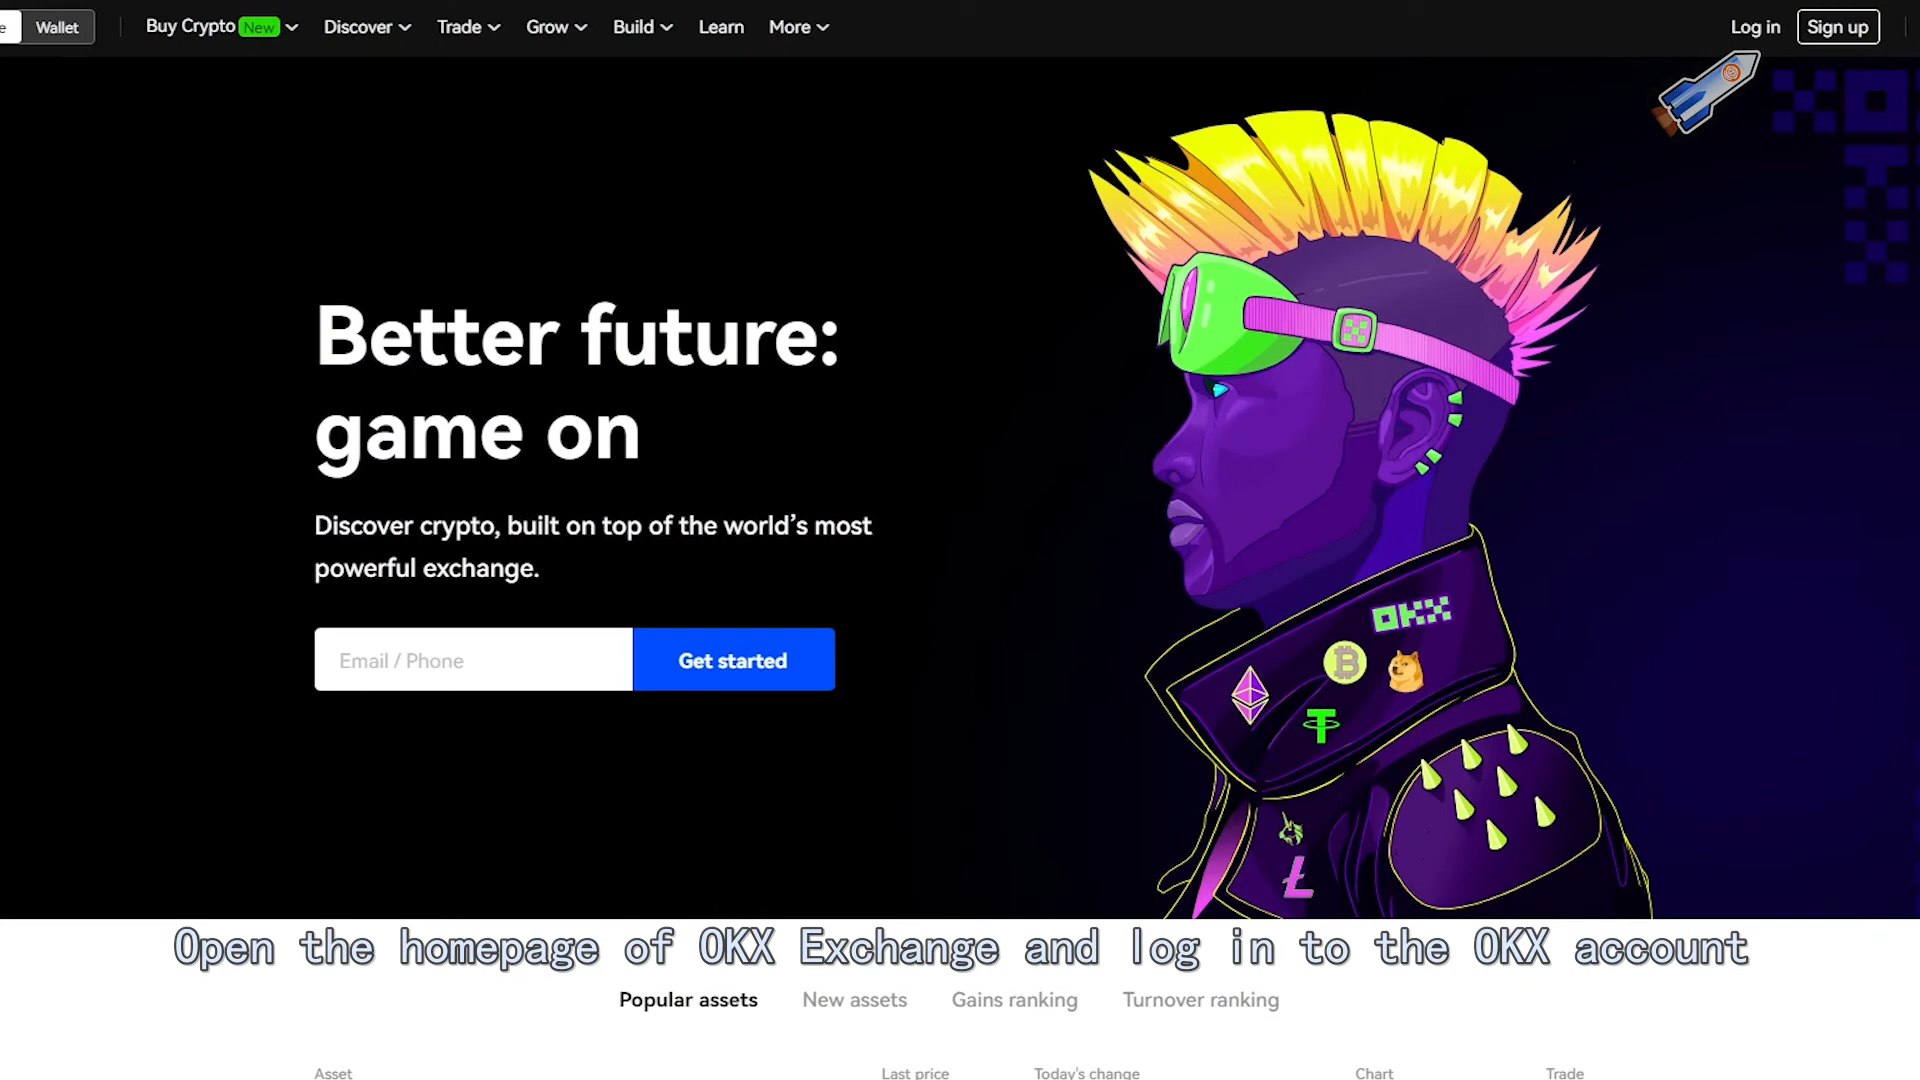 e Wallet Buy Crypto New Discover Trade Grow Build Learn More Log in Sign up
Better future:
game on
Discover crypto, built on top of the world’s most
powerful exchange.
Email / Phone Get started
OKX
Open the homepage of OKX Exchange and log in to the OKX account
Popular assets New assets Gains ranking Turnover ranking
Asset Last price Today's change Chart Trade